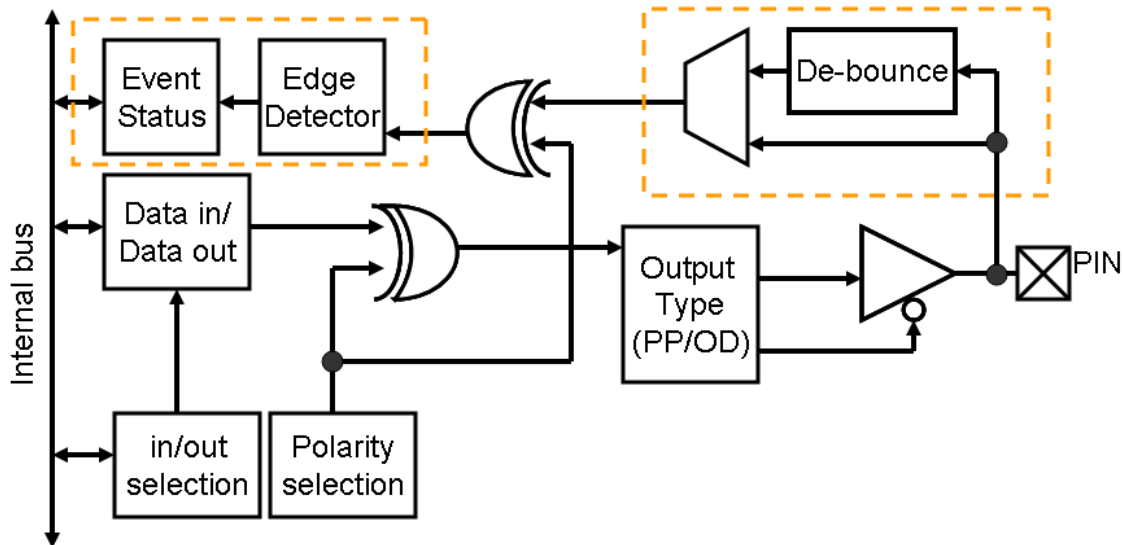 Event
Status
Edge
Detector
De-bounce
Data in/
Data out
Output
Type
(PP/OD)
PIN
Internal bus
in/out
selection
Polarity
selection